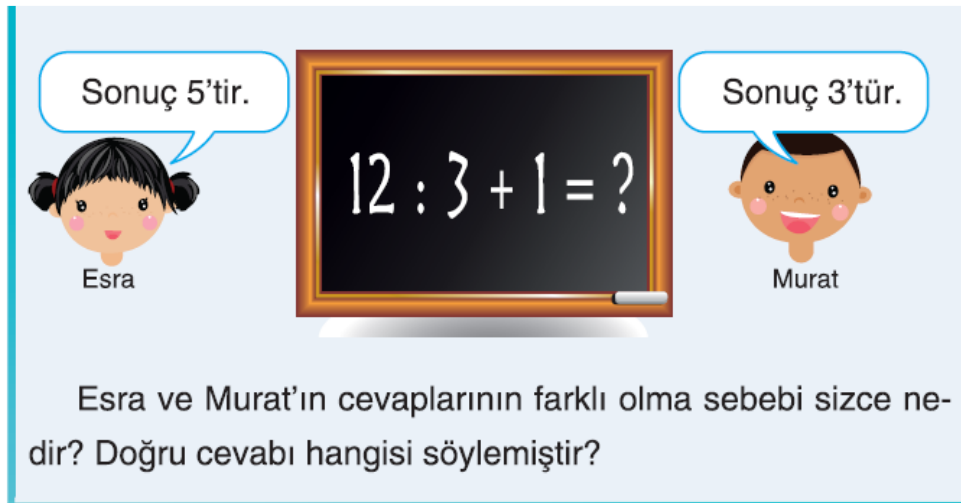 Sonuç 5’tir.
Sonuç 3’tür.
12 : 3 + 1 = ?
Esra
Murat
Esra ve Murat’ın cevaplarının farklı olma sebebi sizce ne-
dir? Doğru cevabı hangisi söylemiştir?